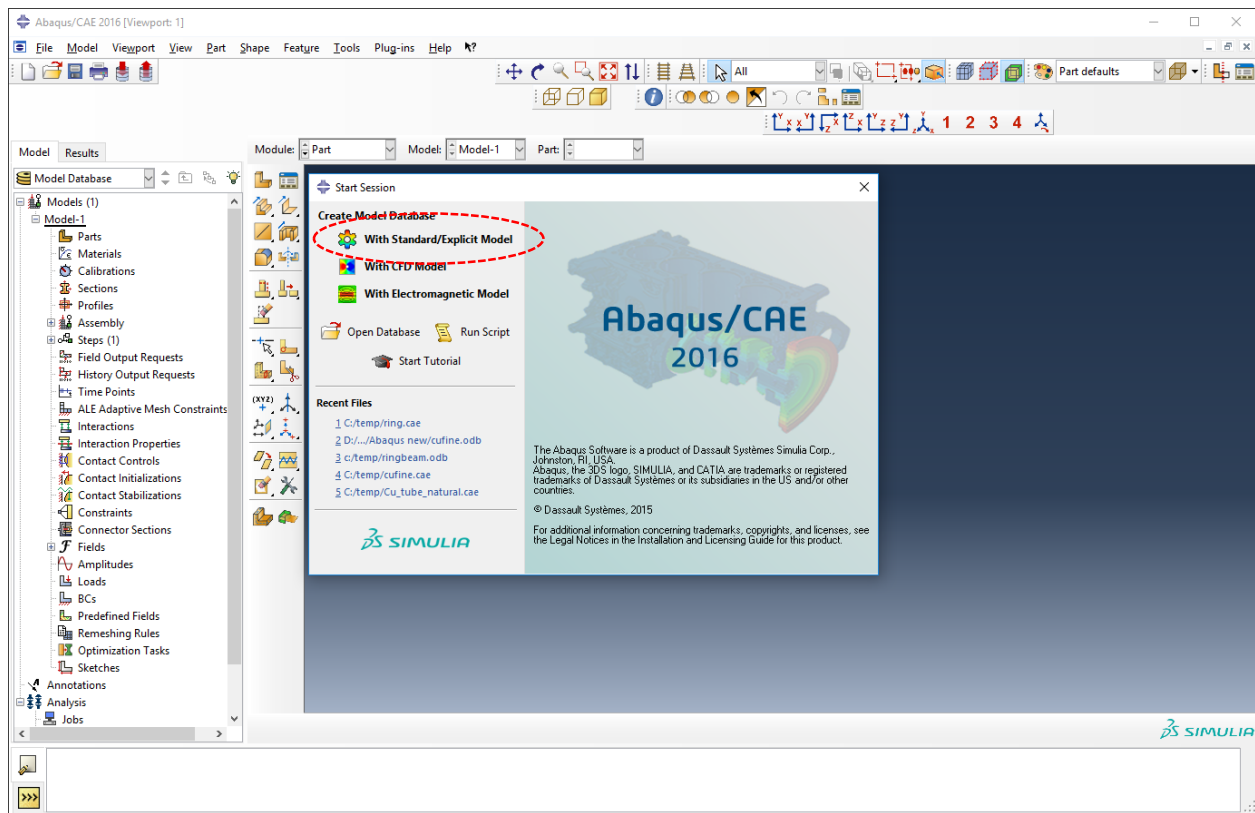 Abaqus/CAE 2016 [Viewport: 1]
File Model Viewport View Part Shape Feature Tools Plug-ins Help
All
Part defaults
1 2 3 4
Model Results
Module: Part Model: Model-1 Part:
Model Database
Models (1)
Model-1
Parts
Materials
Calibrations
Sections
Profiles
Assembly
Steps (1)
Field Output Requests
History Output Requests
Time Points
ALE Adaptive Mesh Constraints
Interactions
Interaction Properties
Contact Controls
Contact Initializations
Contact Stabilizations
Constraints
Connector Sections
Fields
Amplitudes
Loads
BCs
Predefined Fields
Remeshing Rules
Optimization Tasks
Sketches
Annotations
Analysis
Jobs
(XYZ)
Start Session
Create Model Database
With Standard/Explicit Model
With CFD Model
With Electromagnetic Model
Open Database Run Script
Start Tutorial
Recent Files
1 C:/temp/ring.cae
2 D:/.../Abaqus new/cufine.odb
3 c:/temp/ringbeam.odb
4 C:/temp/cufine.cae
5 C:/temp/Cu_tube_natural.cae
SIMULIA
Abaqus/CAE
2016
The Abaqus Software is a product of Dassault Systèmes Simulia Corp.,
Johnston, RI, USA.
Abaqus, the 3DS logo, SIMULIA, and CATIA are trademarks or registered
trademarks of Dassault Systèmes or its subsidiaries in the US and/or other
countries.
© Dassault Systèmes, 2015
For additional information concerning trademarks, copyrights, and licenses, see
the Legal Notices in the Installation and Licensing Guide for this product.
SIMULIA
>>>